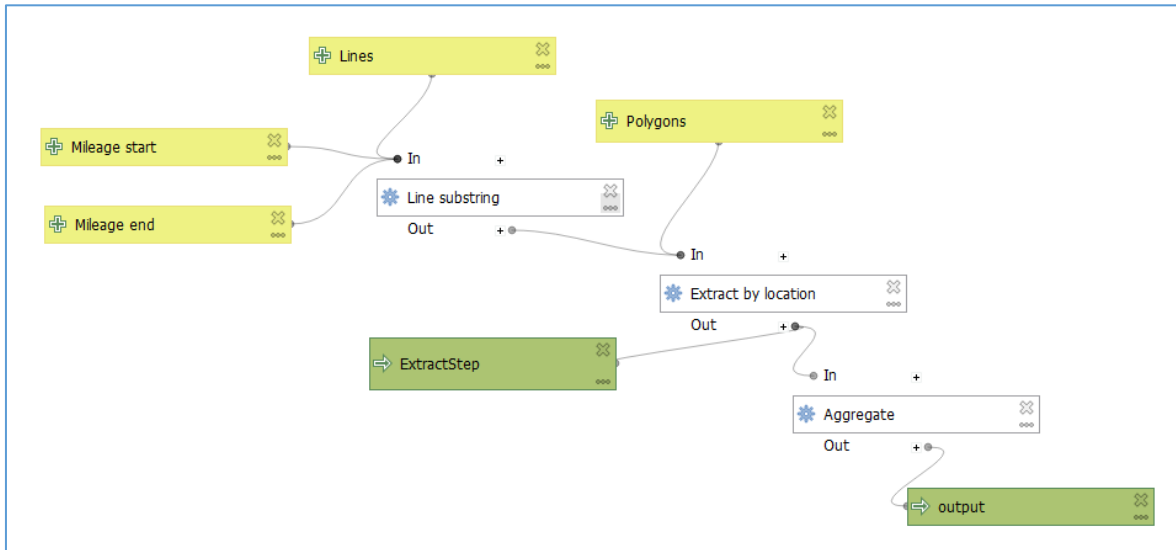 Lines
Polygons
Mileage start
In
Line substring
Mileage end
Out
In
Extract by location
Out
ExtractStep
In
Aggregate
Out
output